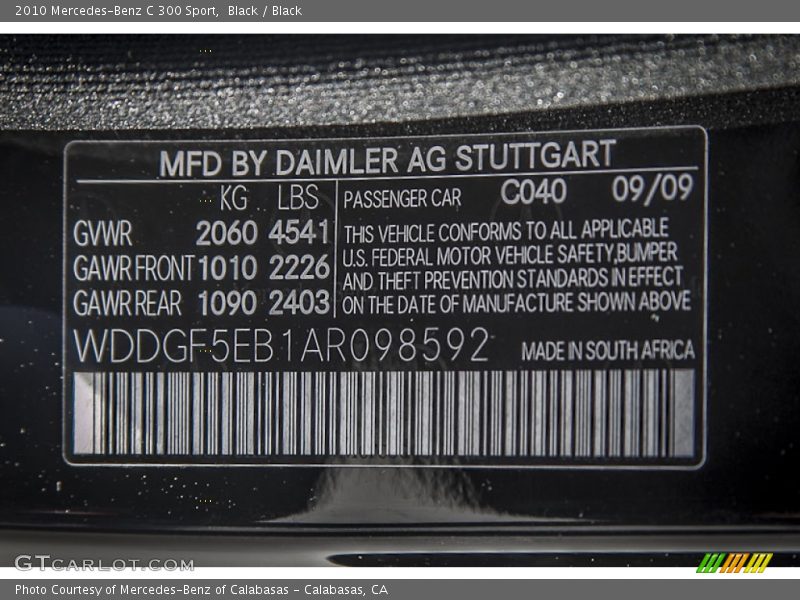 2010 Mercedes-Benz C 300 Sport,  Black / Black
MFD BY DAIMLER AG STUTTGART
KG LBS PASSENGER CAR C040 09/09
GVWR 2060 4541
GAWR FRONT 1010 2226
GAWR REAR 1090 2403
THIS VEHICLE CONFORMS TO ALL APPLICABLE
U.S. FEDERAL MOTOR VEHICLE SAFETY,BUMPER
AND THEFT PREVENTION STANDARDS IN EFFECT
ON THE DATE OF MANUFACTURE SHOWN ABOVE
WDDGF5EB1AR098592 MADE IN SOUTH AFRICA
GTCARLOT.COM
Photo Courtesy of Mercedes-Benz of Calabasas - Calabasas, CA